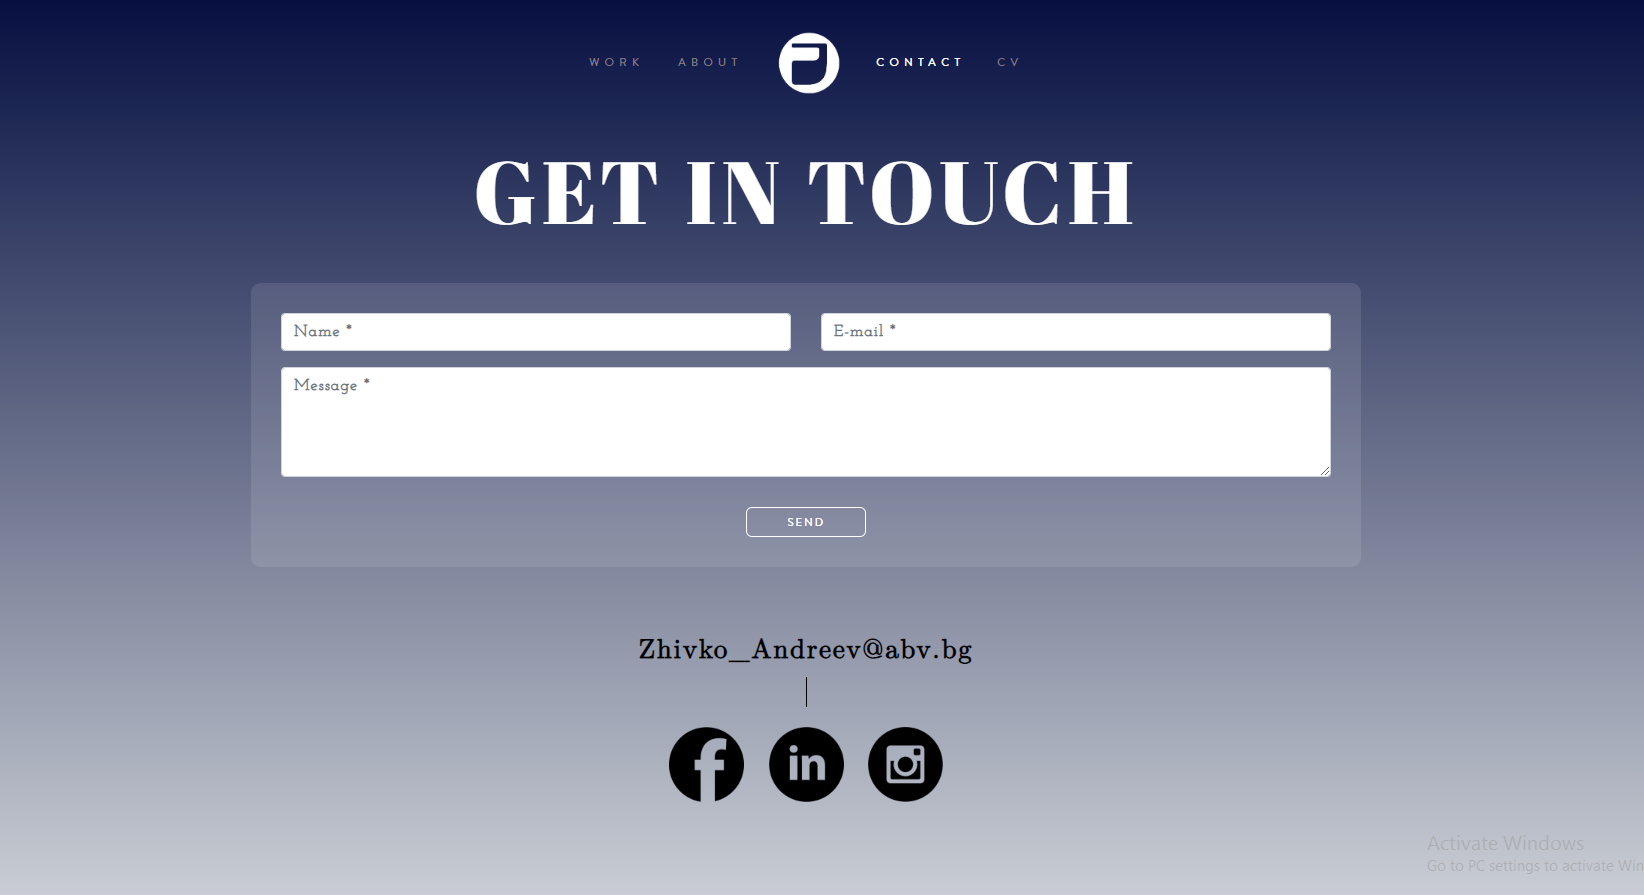 WORK ABOUT CONTACT CV
GET IN TOUCH
Name * E-mail *
Message *
SEND
Zhivko_Andreev@abv.bg
f in
Activate Windows
Go to PC settings to activate Win